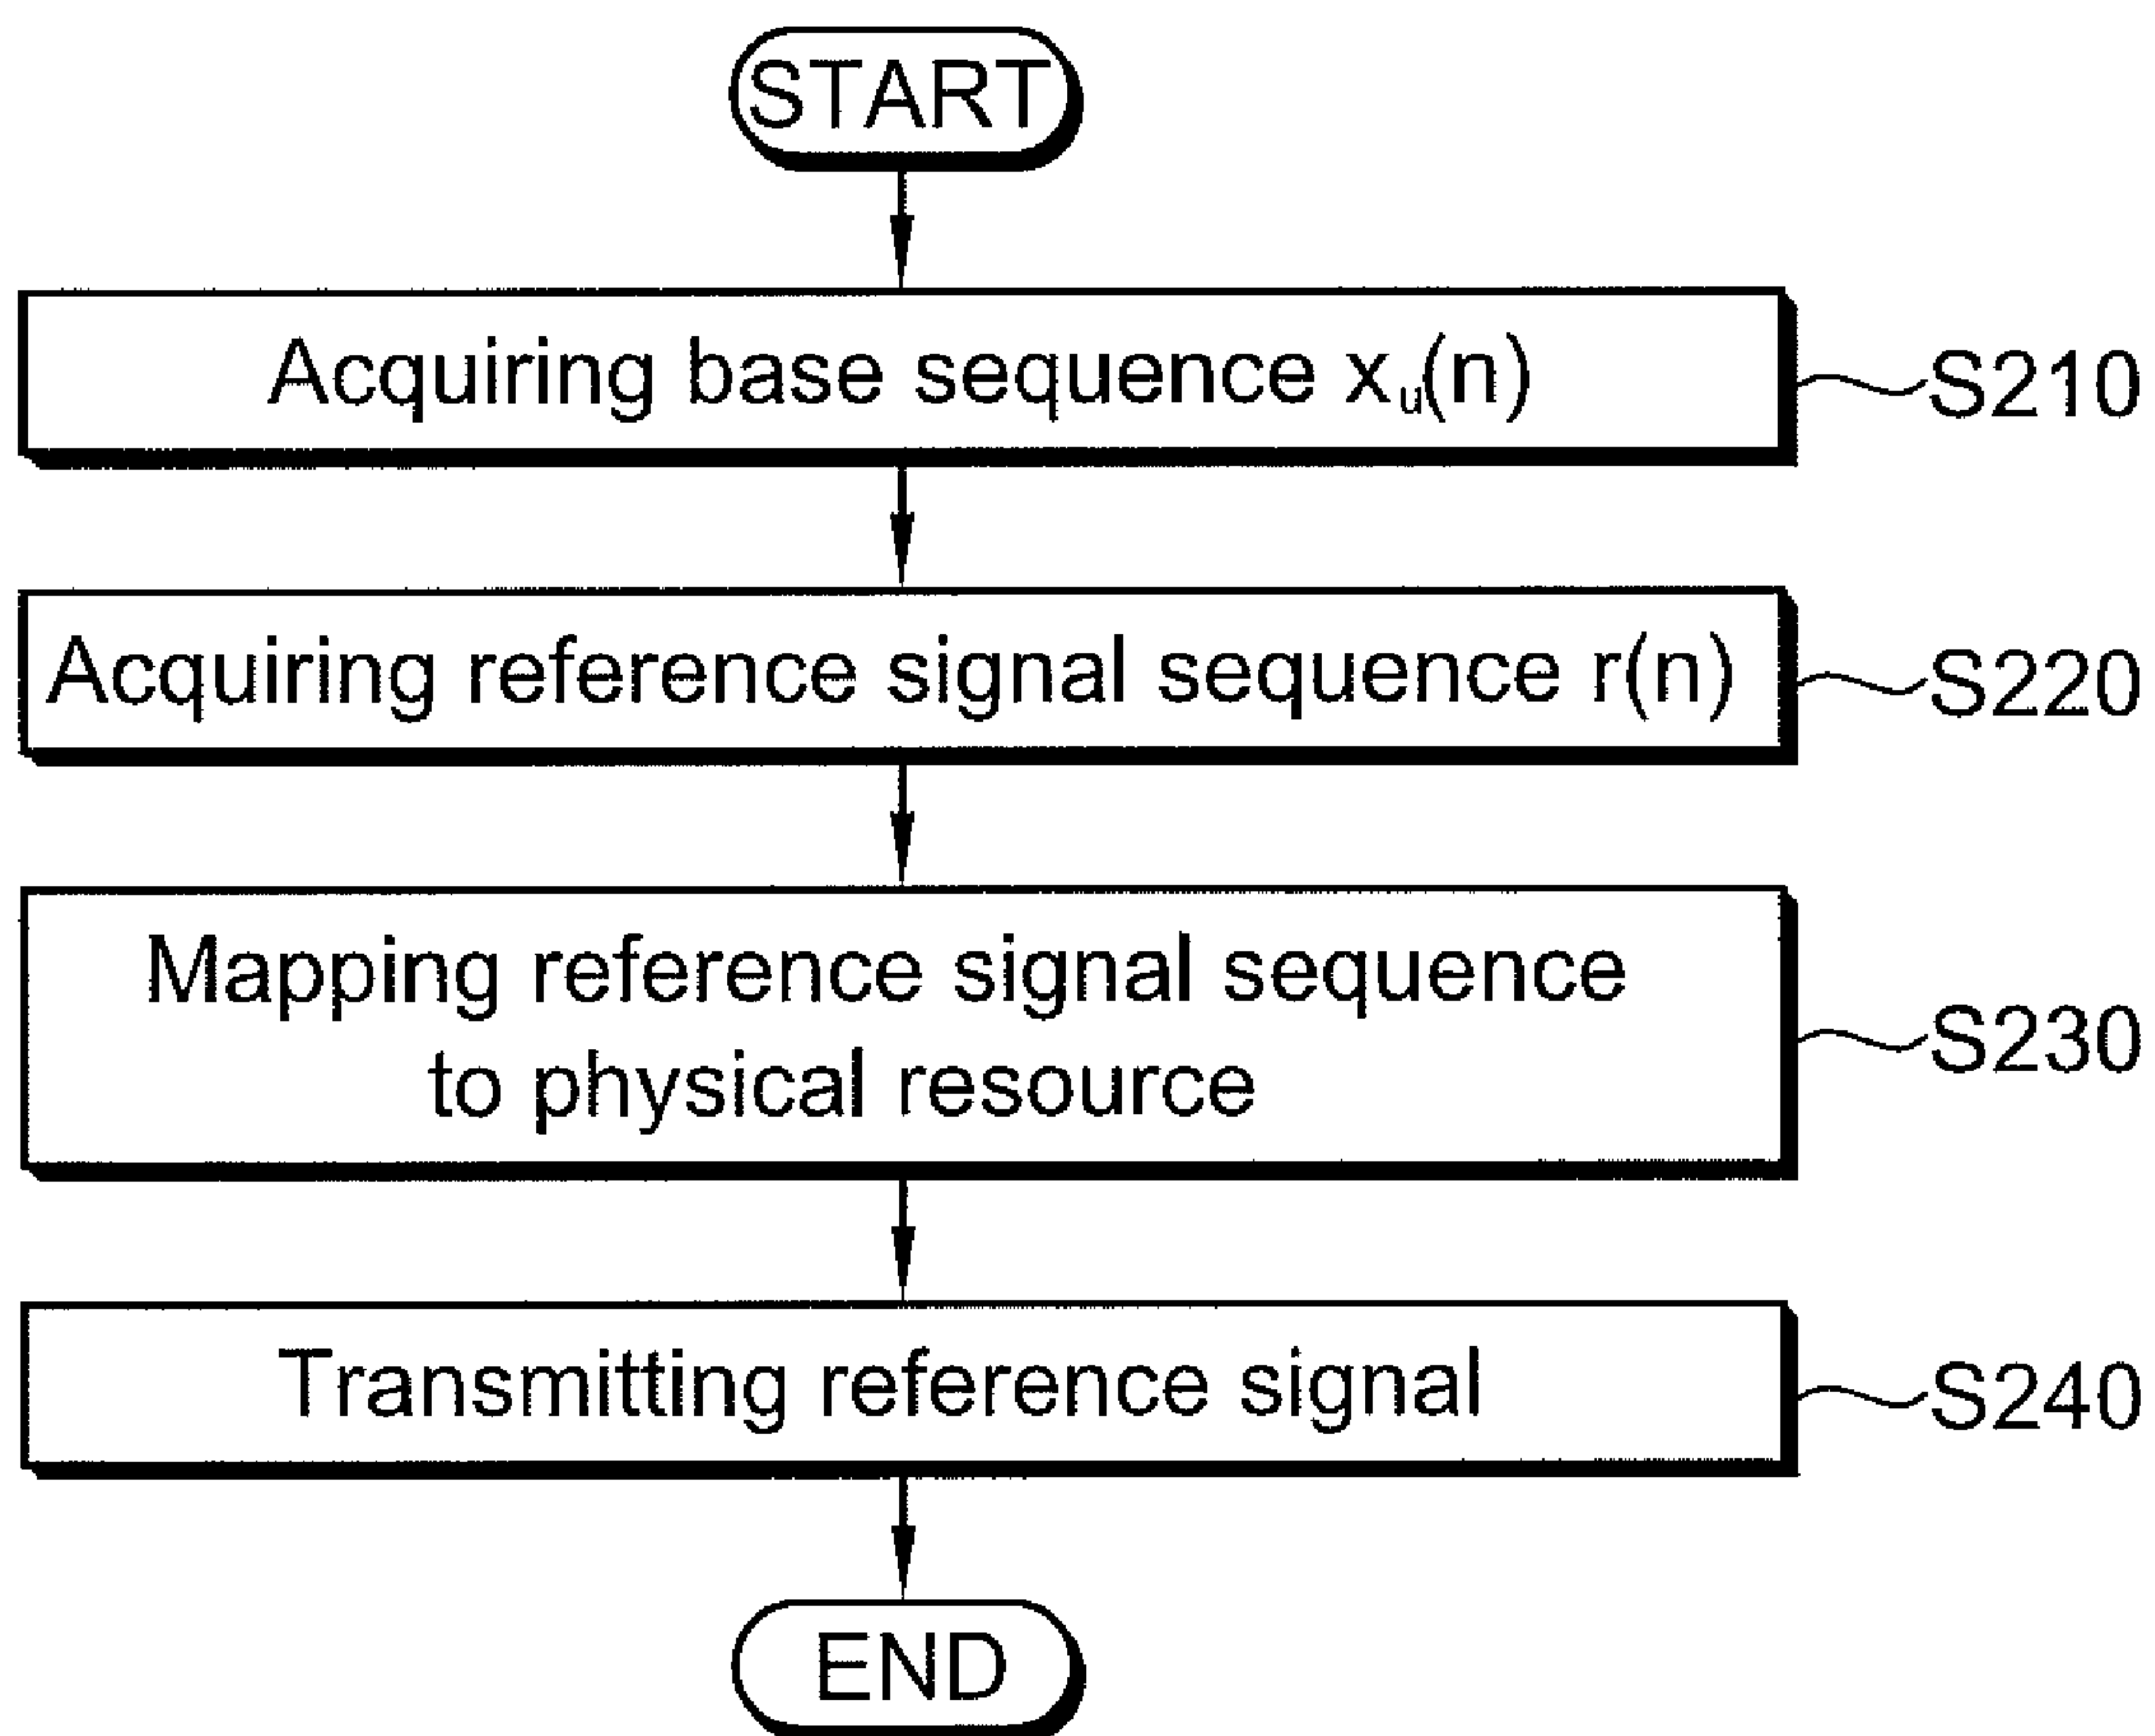 START
Acquiring base sequence xᵤ(n)
S210
Acquiring reference signal sequence r(n)
S220
Mapping reference signal sequence
to physical resource
S230
Transmitting reference signal
S240
END